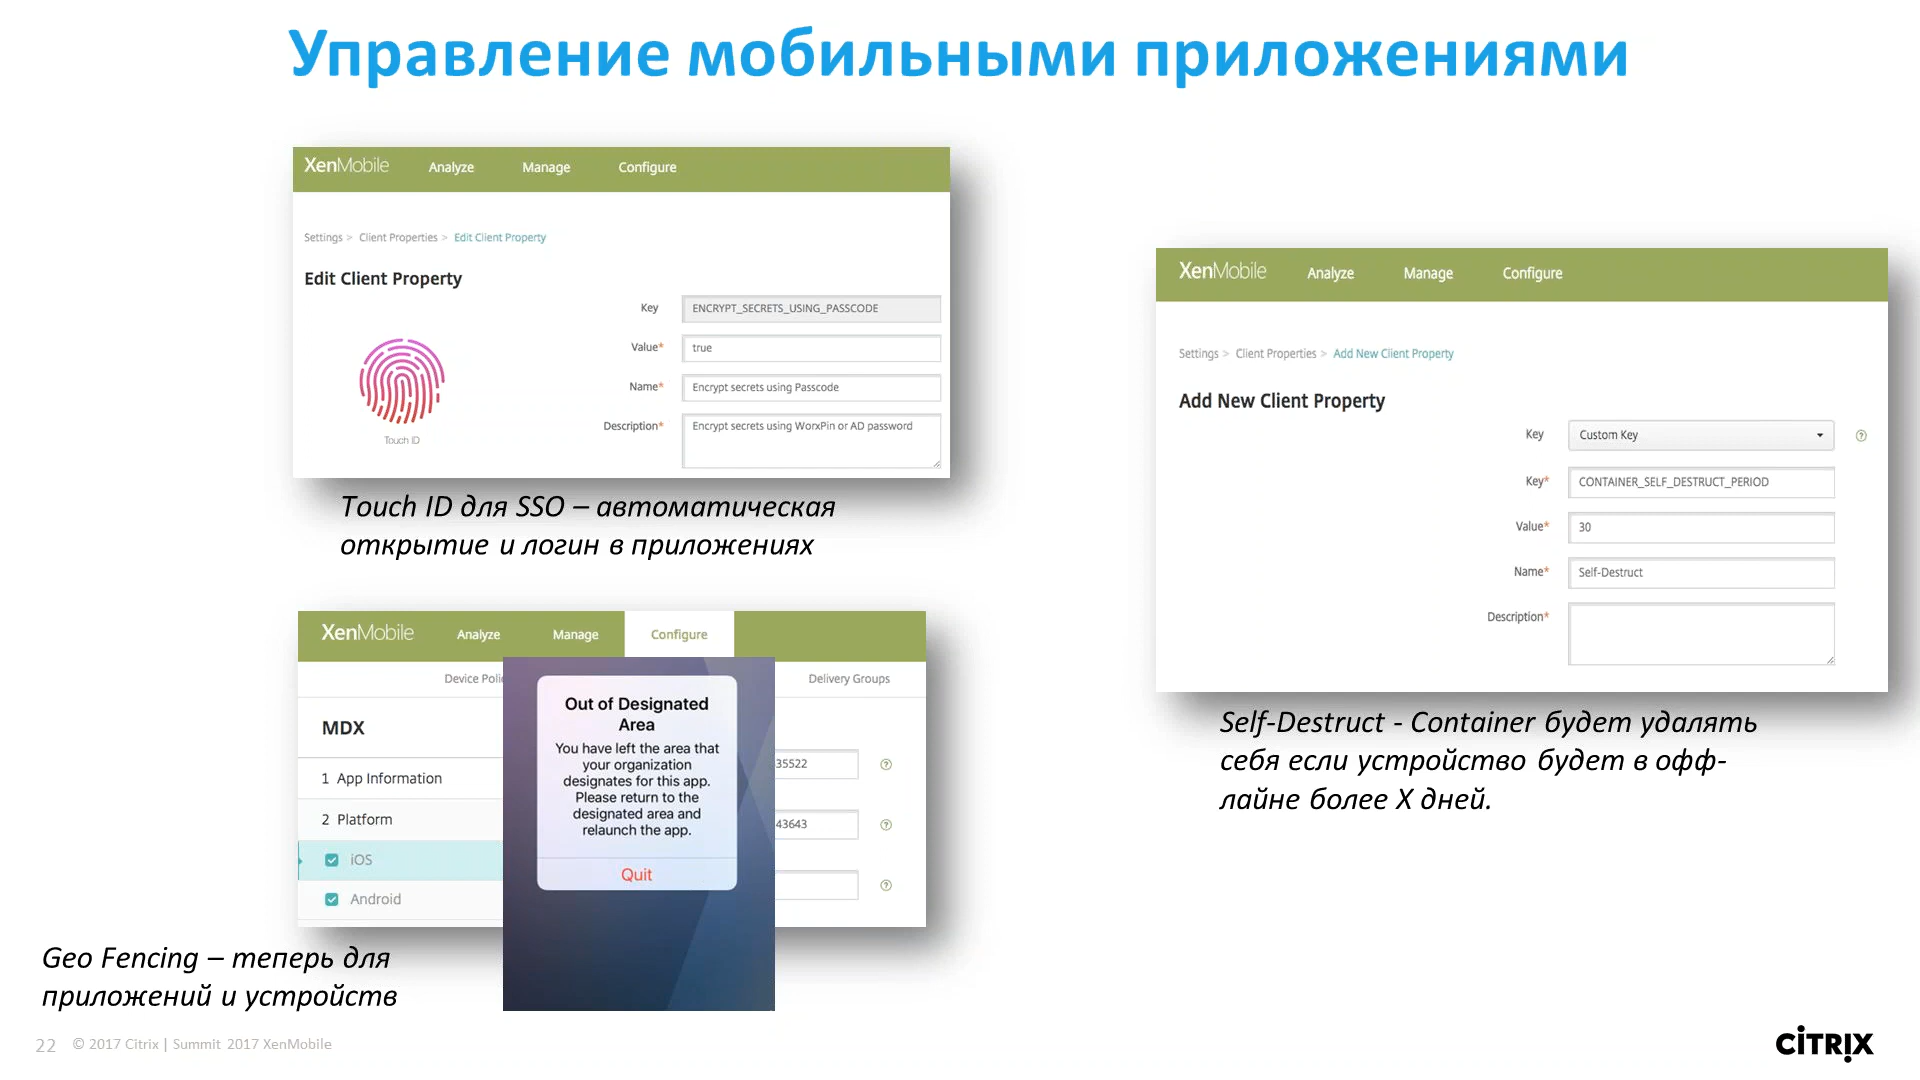 Управление мобильными приложениями
XenMobile Analyze Manage Configure
Settings > Client Properties > Edit Client Property
Edit Client Property
Key ENCRYPT_SECRETS_USING_PASSCODE
Value* true
Name* Encrypt secrets using Passcode
Description* Encrypt secrets using WorxPin or AD password
Touch ID
Touch ID для SSO – автоматическая
открытие и логин в приложениях
XenMobile Analyze Manage Configure
Settings > Client Properties > Add New Client Property
Add New Client Property
Key Custom Key
Key* CONTAINER_SELF_DESTRUCT_PERIOD
Value* 30
Name* Self-Destruct
Description*
Self-Destruct - Container будет удалять
себя если устройство будет в офф-
лайне более X дней.
XenMobile Analyze Manage Configure
Device Poli Delivery Groups
MDX
1 App Information
2 Platform
iOS
Android
35522
43643
Out of Designated
Area
You have left the area that
your organization
designates for this app.
Please return to the
designated area and
relaunch the app.
Quit
Geo Fencing – теперь для
приложений и устройств
22 © 2017 Citrix | Summit 2017 XenMobile
CITRIX